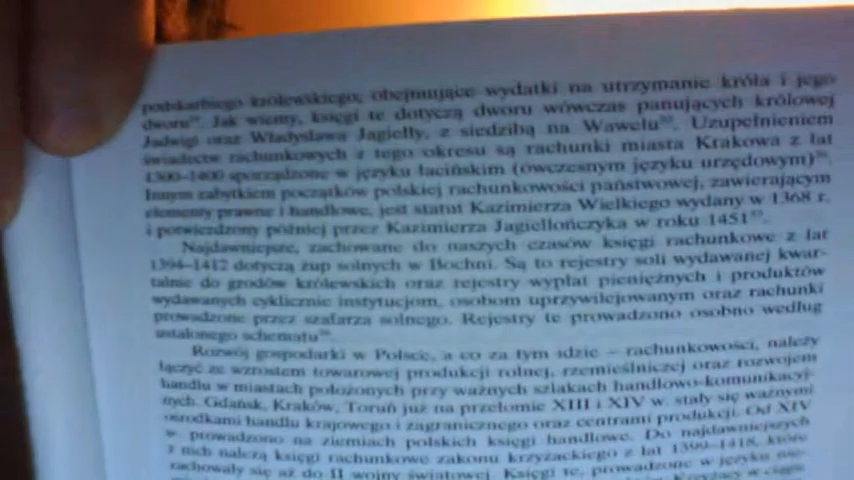 podskarbiego królewskiego, obejmujące wydatki na utrzymanie króla i jego
dworu. Jak wiemy, księgi te dotyczą dworu wówczas panujących królowej
Jadwigi oraz Władysława Jagiełły, z siedzibą na Wawelu. Uzupełnieniem
świadectw rachunkowych z tego okresu są rachunki miasta Krakowa z lat
1300–1400 sporządzone w języku łacińskim (ówczesnym języku urzędowym).
Innym zabytkiem początków polskiej rachunkowości państwowej, zawierającym
elementy prawne i handlowe, jest statut Kazimierza Wielkiego wydany w 1368 r.
i potwierdzony później przez Kazimierza Jagiellończyka w roku 1451.
Najdawniejsze, zachowane do naszych czasów księgi rachunkowe z lat
1394–1412 dotyczą żup solnych w Bochni. Są to rejestry soli wydawanej kwar-
talnie do grodów królewskich oraz rejestry wypłat pieniężnych i produktów
wydawanych cyklicznie instytucjom, osobom uprzywilejowanym oraz rachunki
prowadzone przez szafarza solnego. Rejestry te prowadzono osobno według
ustalonego schematu.
Rozwój gospodarki w Polsce, a co za tym idzie – rachunkowości, należy
łączyć ze wzrostem towarowej produkcji rolnej, rzemieślniczej oraz rozwojem
handlu w miastach położonych przy ważnych szlakach handlowo-komunikacyj-
nych. Gdańsk, Kraków, Toruń już na przełomie XIII i XIV w. stały się ważnymi
ośrodkami handlu krajowego i zagranicznego oraz centrami produkcji. Od XIV
w. prowadzono na ziemiach polskich księgi handlowe. Do najdawniejszych
z nich należą księgi rachunkowe zakonu krzyżackiego z lat 1399–1418, które
zachowały się aż do II wojny światowej. Księgi te, prowadzone w języku nie-